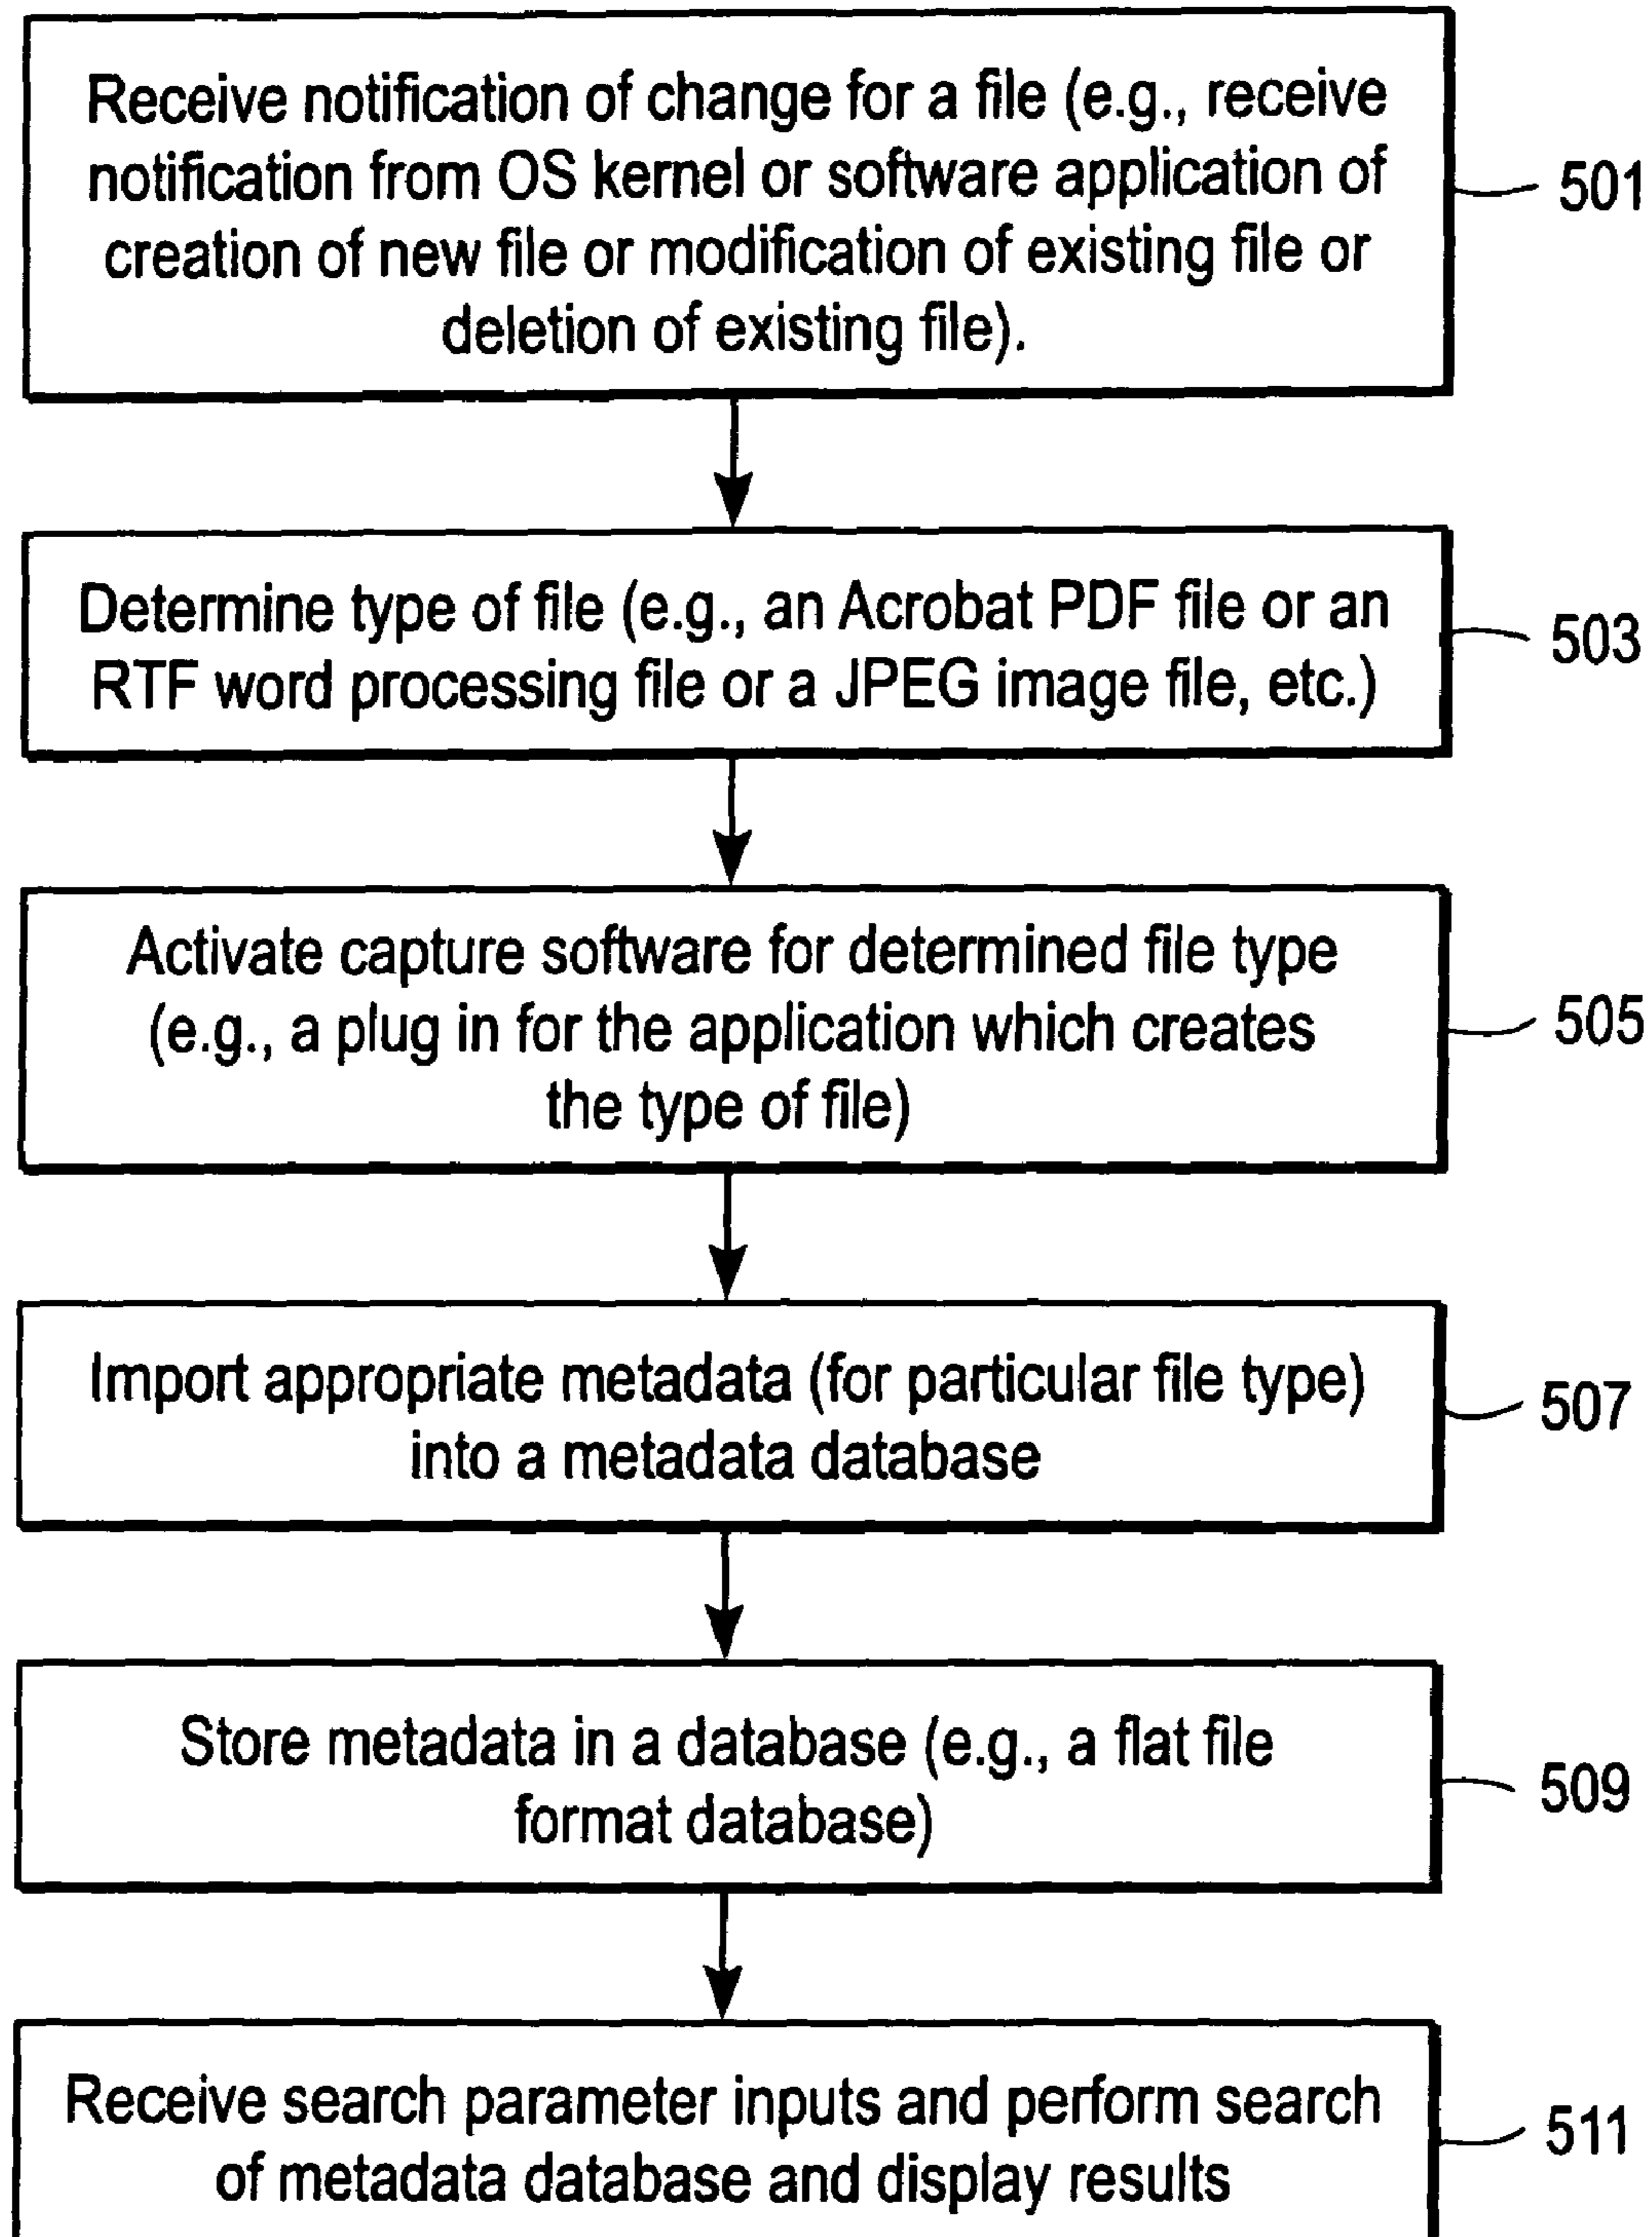 Receive notification of change for a file (e.g., receive
notification from OS kernel or software application of
creation of new file or modification of existing file or
deletion of existing file).
501
Determine type of file (e.g., an Acrobat PDF file or an
RTF word processing file or a JPEG image file, etc.)
503
Activate capture software for determined file type
(e.g., a plug in for the application which creates
the type of file)
505
Import appropriate metadata (for particular file type)
into a metadata database
507
Store metadata in a database (e.g., a flat file
format database)
509
Receive search parameter inputs and perform search
of metadata database and display results
511